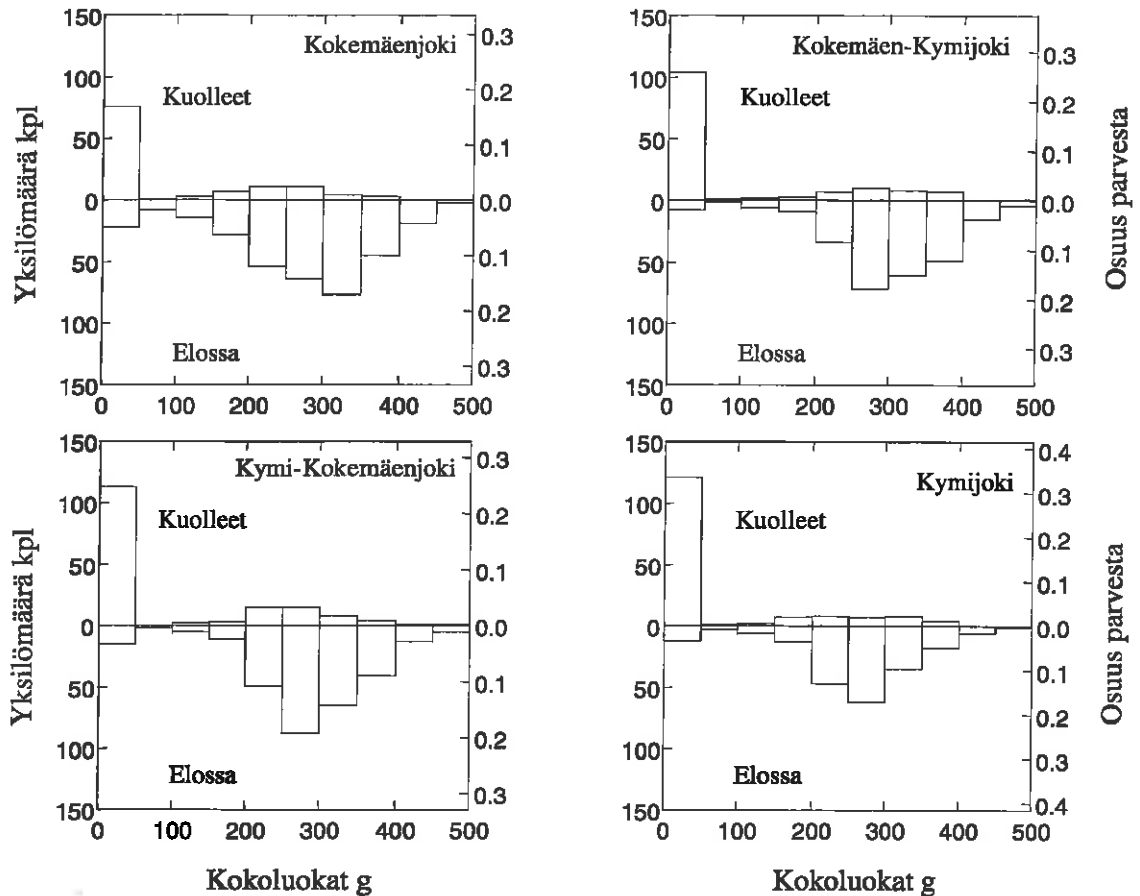 Kokemäenjoki
Kuolleet
Elossa
150
100
50
0
50
100
150
0.3
0.2
0.1
0.0
0.1
0.2
0.3
0 100 200 300 400 500
Yksilömäärä kpl
Kokemäen-Kymijoki
Kuolleet
Elossa
150
100
50
0
50
100
150
0.3
0.2
0.1
0.0
0.1
0.2
0.3
0 100 200 300 400 500
Osuus parvesta
Kymi-Kokemäenjoki
Kuolleet
Elossa
150
100
50
0
50
100
150
0.3
0.2
0.1
0.0
0.1
0.2
0.3
0 100 200 300 400 500
Yksilömäärä kpl
Kokoluokat g
Kymijoki
Kuolleet
Elossa
150
100
50
0
50
100
150
0.4
0.3
0.2
0.1
0.0
0.1
0.2
0.3
0.4
0 100 200 300 400 500
Osuus parvesta
Kokoluokat g